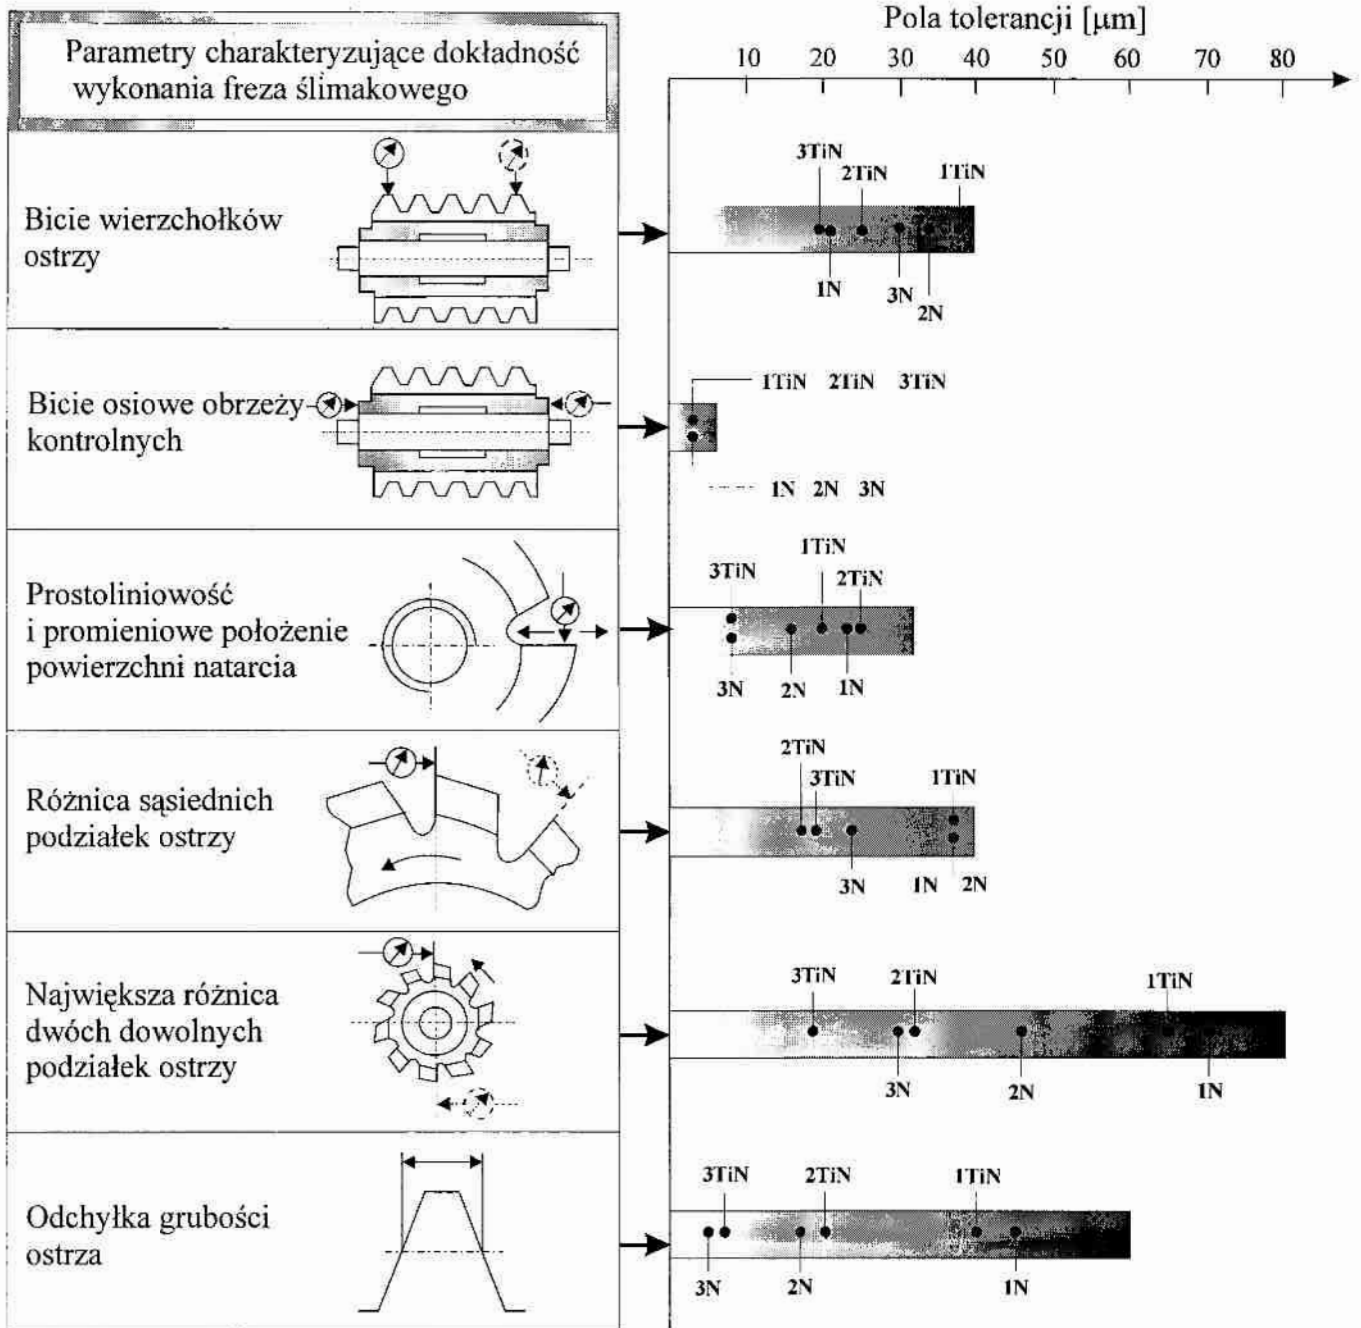 Parametry charakteryzujące dokładność
wykonania freza ślimakowego
Pola tolerancji [μm]
10 20 30 40 50 60 70 80
Bicie wierzchołków
ostrzy
3TiN
2TiN 1TiN
1N 3N
2N
Bicie osiowe obrzeży
kontrolnych
1TiN 2TiN 3TiN
1N 2N 3N
Prostoliniowość
i promieniowe położenie
powierzchni natarcia
1TiN
3TiN 2TiN
3N 2N 1N
Różnica sąsiednich
podziałek ostrzy
2TiN
3TiN 1TiN
3N 1N 2N
Największa różnica
dwóch dowolnych
podziałek ostrzy
3TiN 2TiN 1TiN
3N 2N 1N
Odchyłka grubości
ostrza
3TiN 2TiN 1TiN
3N 2N 1N